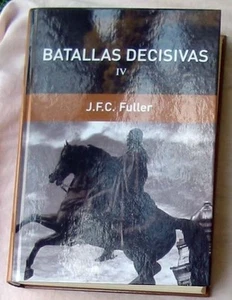 BATALLAS DECISIVAS
IV
J.F.C. Fuller